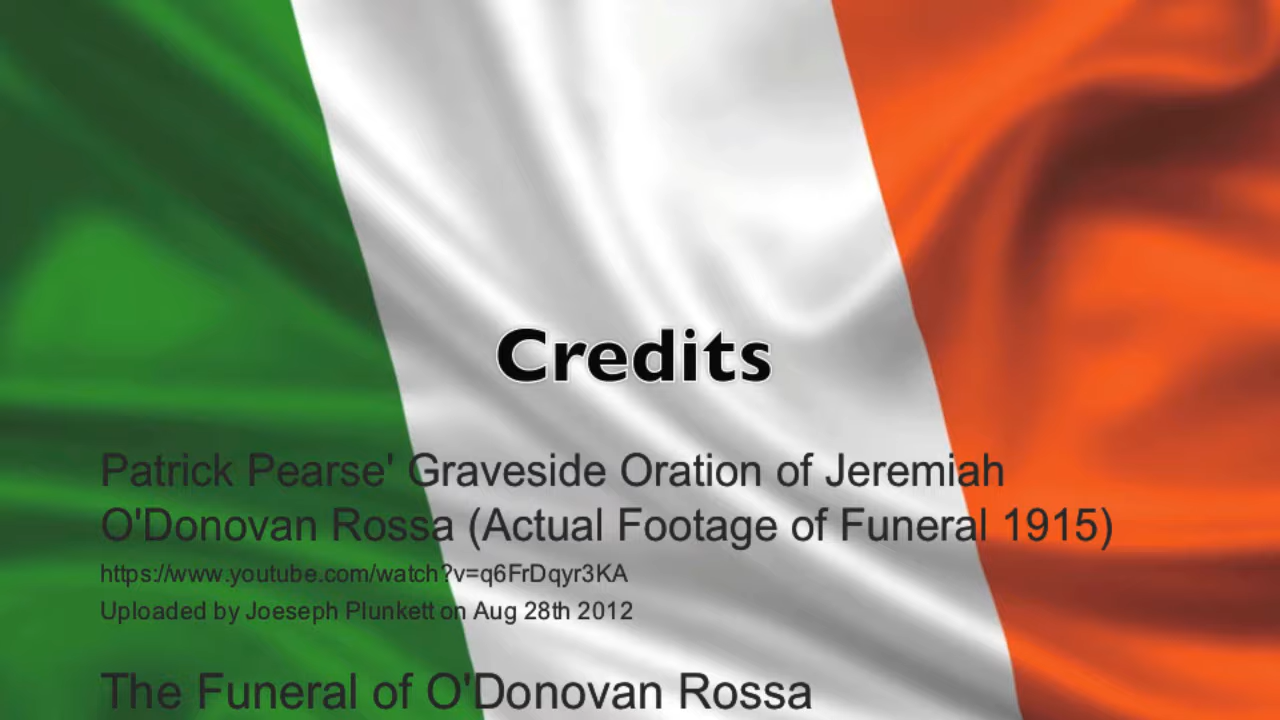 Credits
Patrick Pearse' Graveside Oration of Jeremiah
O'Donovan Rossa (Actual Footage of Funeral 1915)
https://www.youtube.com/watch?v=q6FrDqyr3KA
Uploaded by Joeseph Plunkett on Aug 28th 2012
The Funeral of O'Donovan Rossa